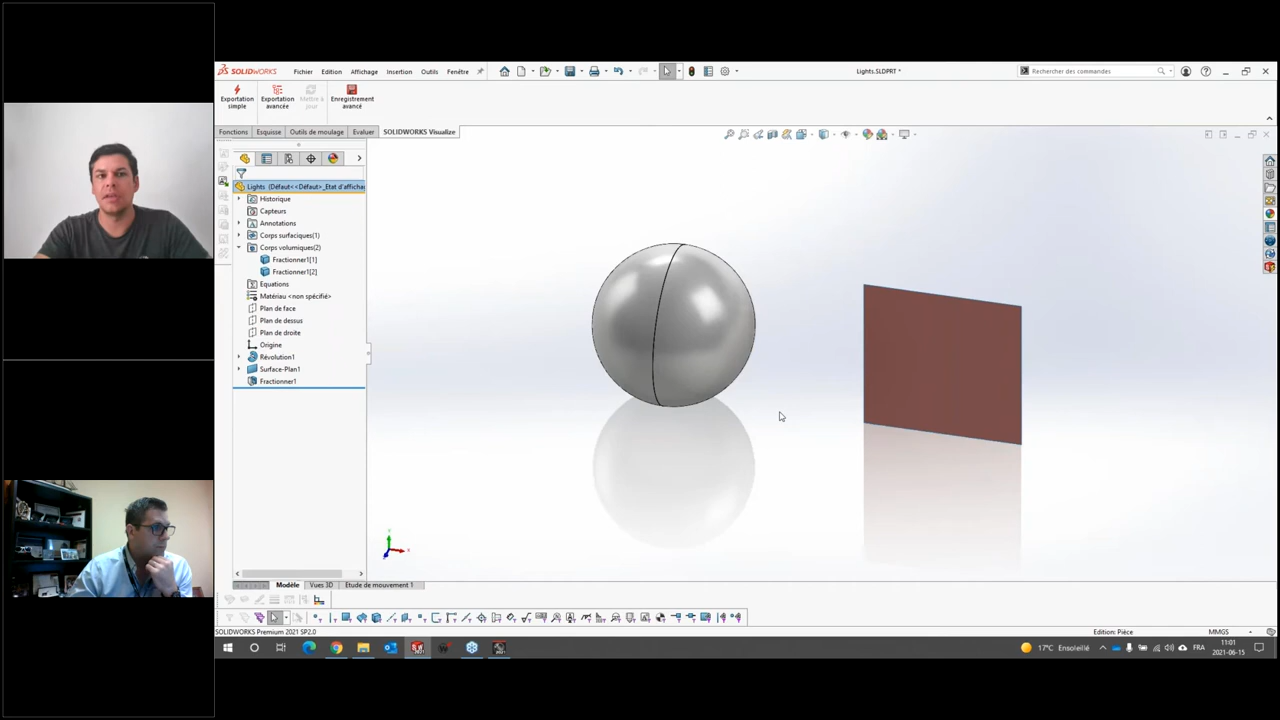 SOLIDWORKS
Fichier Edition Affichage Insertion Outils Fenêtre
Lights.SLDPRT *
Rechercher des commandes
Exportation simple
Exportation avancée
Mettre à jour
Enregistrement avancé
Fonctions Esquisse Outils de moulage Evaluer SOLIDWORKS Visualize
Lights (Défaut<<Défaut>_Etat d'affichag
Historique
Capteurs
Annotations
Corps surfaciques(1)
Corps volumiques(2)
Fractionner1[1]
Fractionner1[2]
Equations
Matériau <non spécifié>
Plan de face
Plan de dessus
Plan de droite
Origine
Révolution1
Surface-Plan1
Fractionner1
Modèle Vues 3D Etude de mouvement 1
SOLIDWORKS Premium 2021 SP2.0
Edition: Pièce
MMGS
17°C Ensoleillé
FRA
11:01
2021-06-15